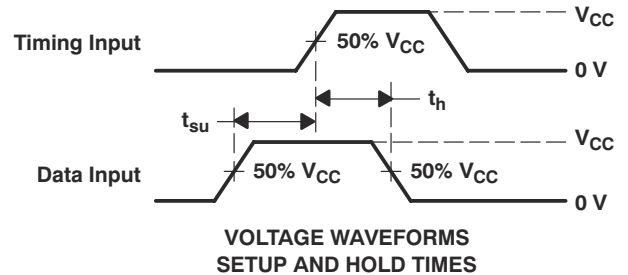 V_CC
Timing Input
50% V_CC
0 V
t_h
t_su
V_CC
Data Input
50% V_CC
50% V_CC
0 V
VOLTAGE WAVEFORMS
SETUP AND HOLD TIMES